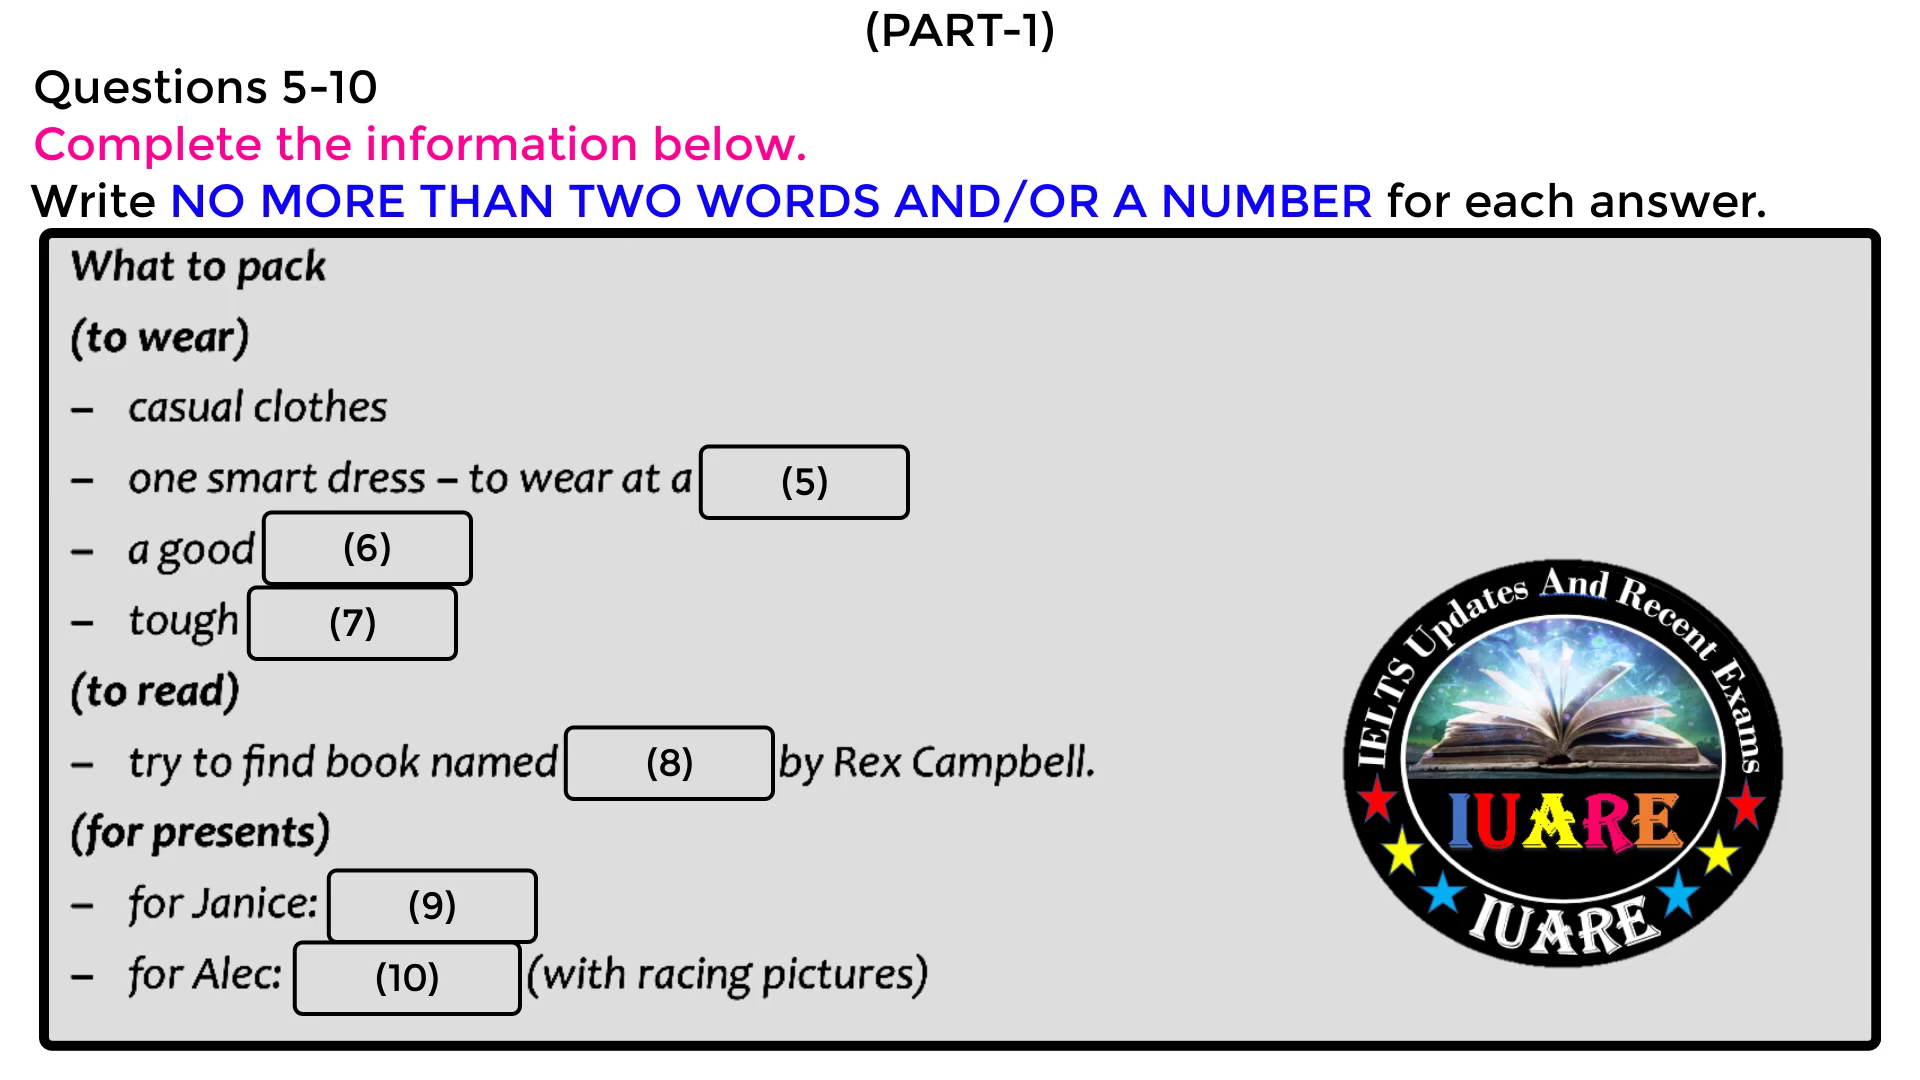 (PART-1)
Questions 5-10
Complete the information below.
Write NO MORE THAN TWO WORDS AND/OR A NUMBER for each answer.
What to pack
(to wear)
– casual clothes
– one smart dress – to wear at a (5)
– a good (6)
– tough (7)
(to read)
– try to find book named (8) by Rex Campbell.
(for presents)
– for Janice: (9)
– for Alec: (10) (with racing pictures)
IELTS Updates And Recent Exams
IUARE
IUARE